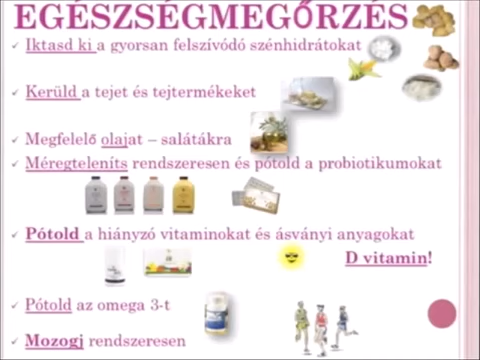 EGÉSZSÉGMEGŐRZÉS
Iktasd ki a gyorsan felszívódó szénhidrátokat
Kerüld a tejet és tejtermékeket
Megfelelő olajat – salátákra
Méregteleníts rendszeresen és pótold a probiotikumokat
Pótold a hiányzó vitaminokat és ásványi anyagokat
D vitamin!
Pótold az omega 3-t
Mozogj rendszeresen